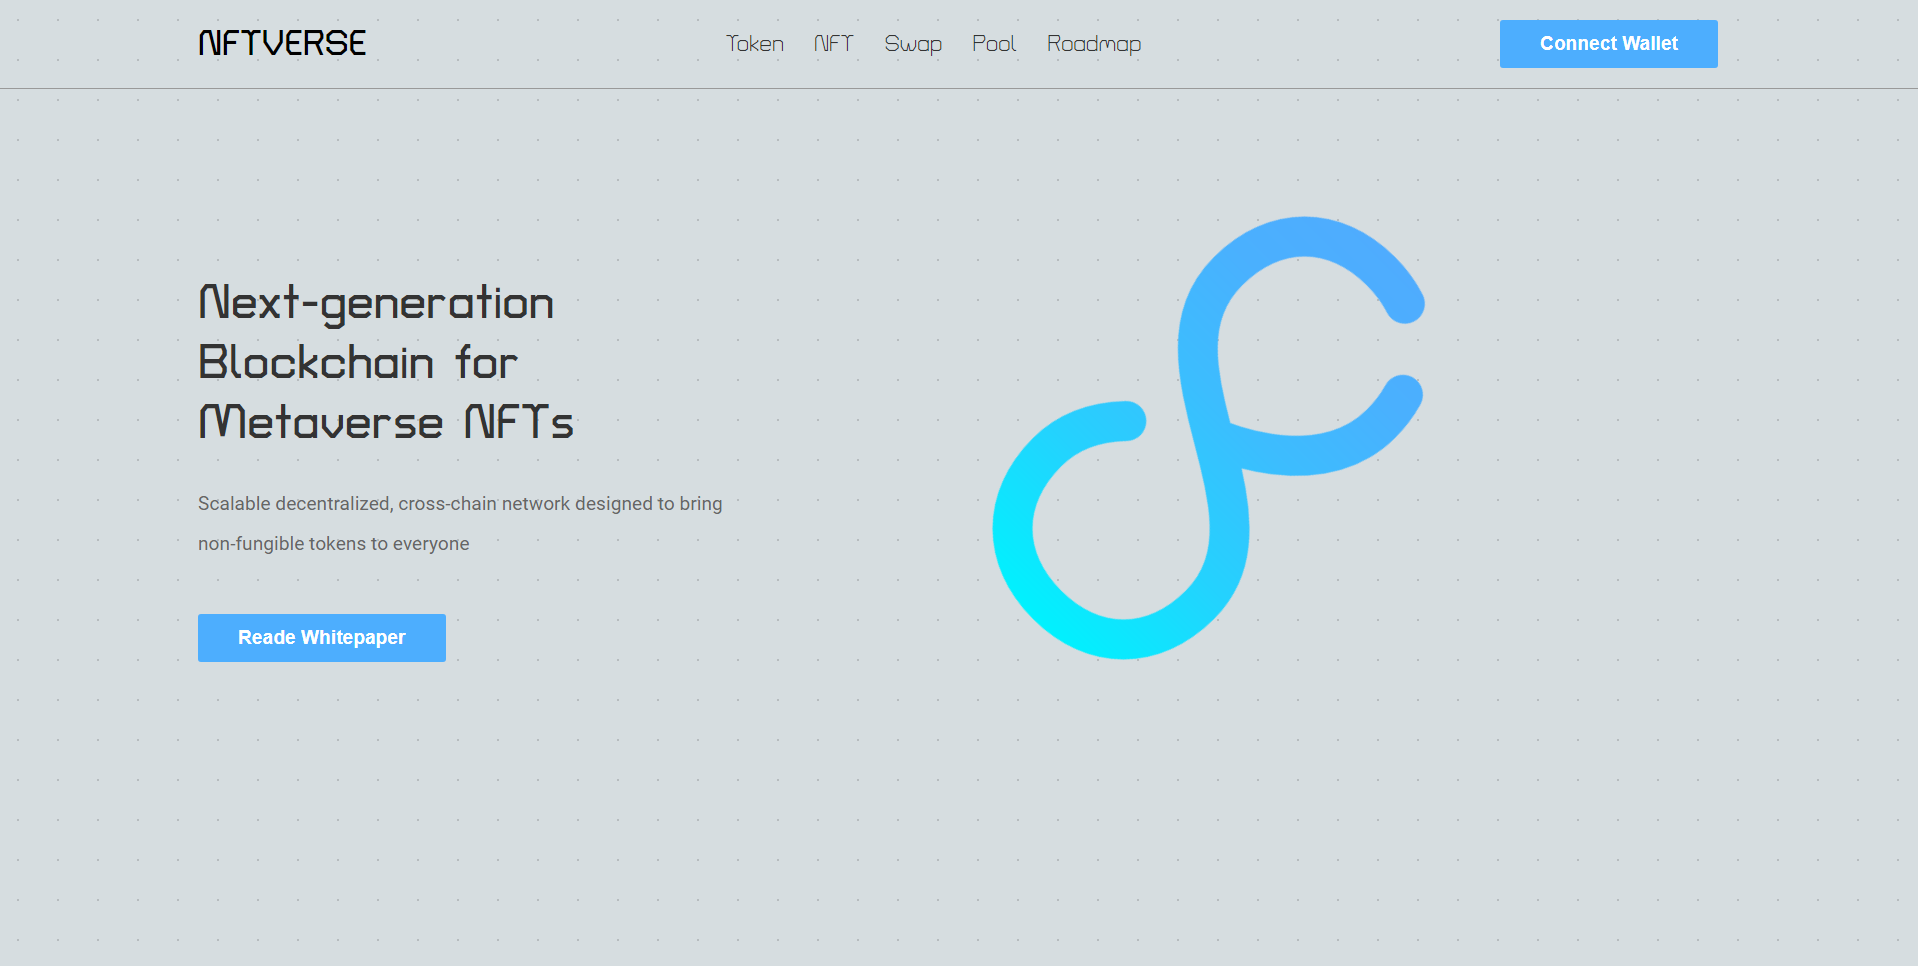 NFTVERSE
Token NFT Swap Pool Roadmap
Connect Wallet
Next-generation
Blockchain for
Metaverse NFTs
Scalable decentralized, cross-chain network designed to bring
non-fungible tokens to everyone
Reade Whitepaper